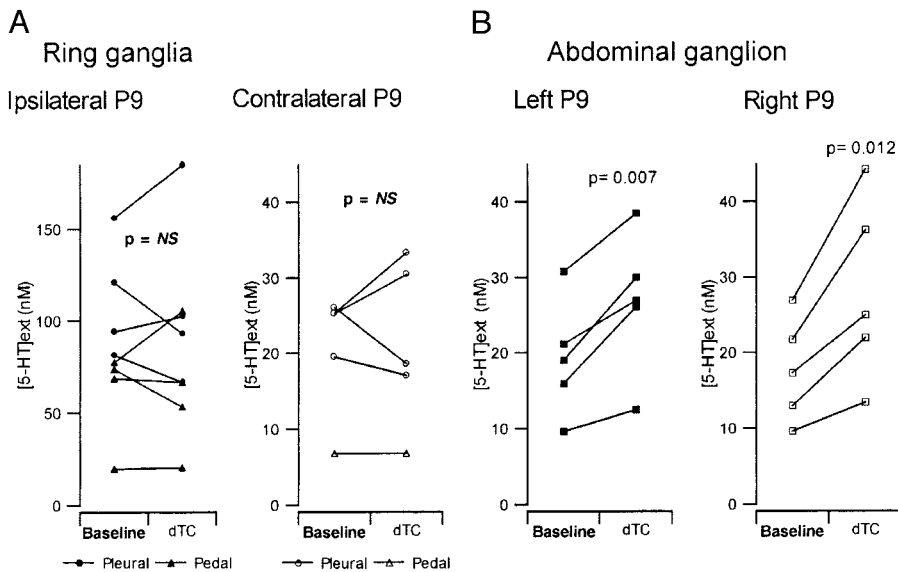 A
Ring ganglia
Ipsilateral P9
Contralateral P9
[5-HT]ext (nM)
150
100
50
0
p = NS
Baseline
dTC
Pleural
Pedal
[5-HT]ext (nM)
40
30
20
10
0
p = NS
Baseline
dTC
Pleural
Pedal
B
Abdominal ganglion
Left P9
Right P9
[5-HT]ext (nM)
40
30
20
10
0
p= 0.007
Baseline
dTC
[5-HT]ext (nM)
40
30
20
10
0
p= 0.012
Baseline
dTC